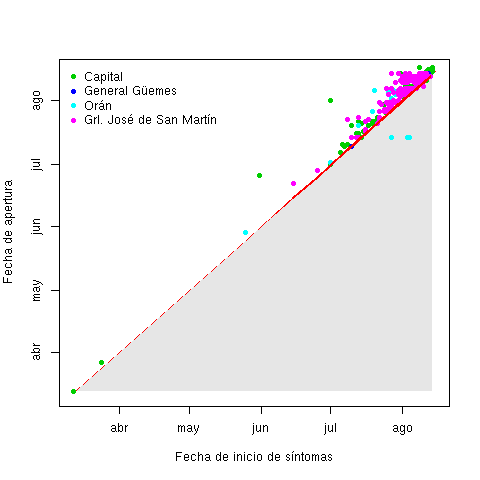 Capital
General Güemes
Orán
Grl. José de San Martín
ago
jul
jun
may
abr
Fecha de apertura
abr may jun jul ago
Fecha de inicio de síntomas